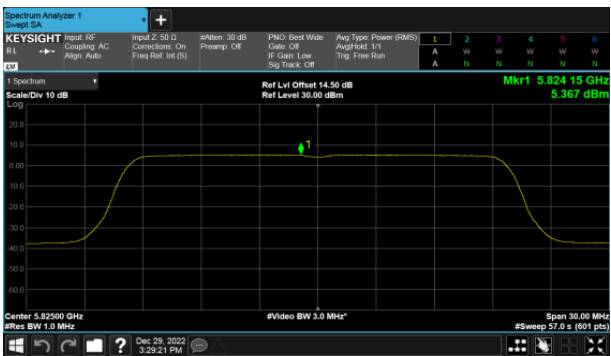 Spectrum Analyzer 1
Swept SA
+
KEYSIGHT Input: RF Input Z: 50 Ω #Atten: 30 dB PNO: Best Wide Avg Type: Power (RMS) 1 2 3 4 5 6
RL Coupling: AC Corrections: On Preamp: Off Gate: Off Avg|Hold: 1/1 A W W W W W
Align: Auto Freq Ref: Int (S) IF Gain: Low Trig: Free Run
Sig Track: Off A N N N N N
LXI
1 Spectrum Ref Lvl Offset 14.50 dB Mkr1 5.824 15 GHz
Scale/Div 10 dB Ref Level 30.00 dBm 5.367 dBm
Log
20.0
10.0
0.00
-10.0
-20.0
-30.0
-40.0
-50.0
-60.0
1
Center 5.82500 GHz #Video BW 3.0 MHz* Span 30.00 MHz
#Res BW 1.0 MHz #Sweep 57.0 s (601 pts)
? Dec 29, 2022
3:29:21 PM